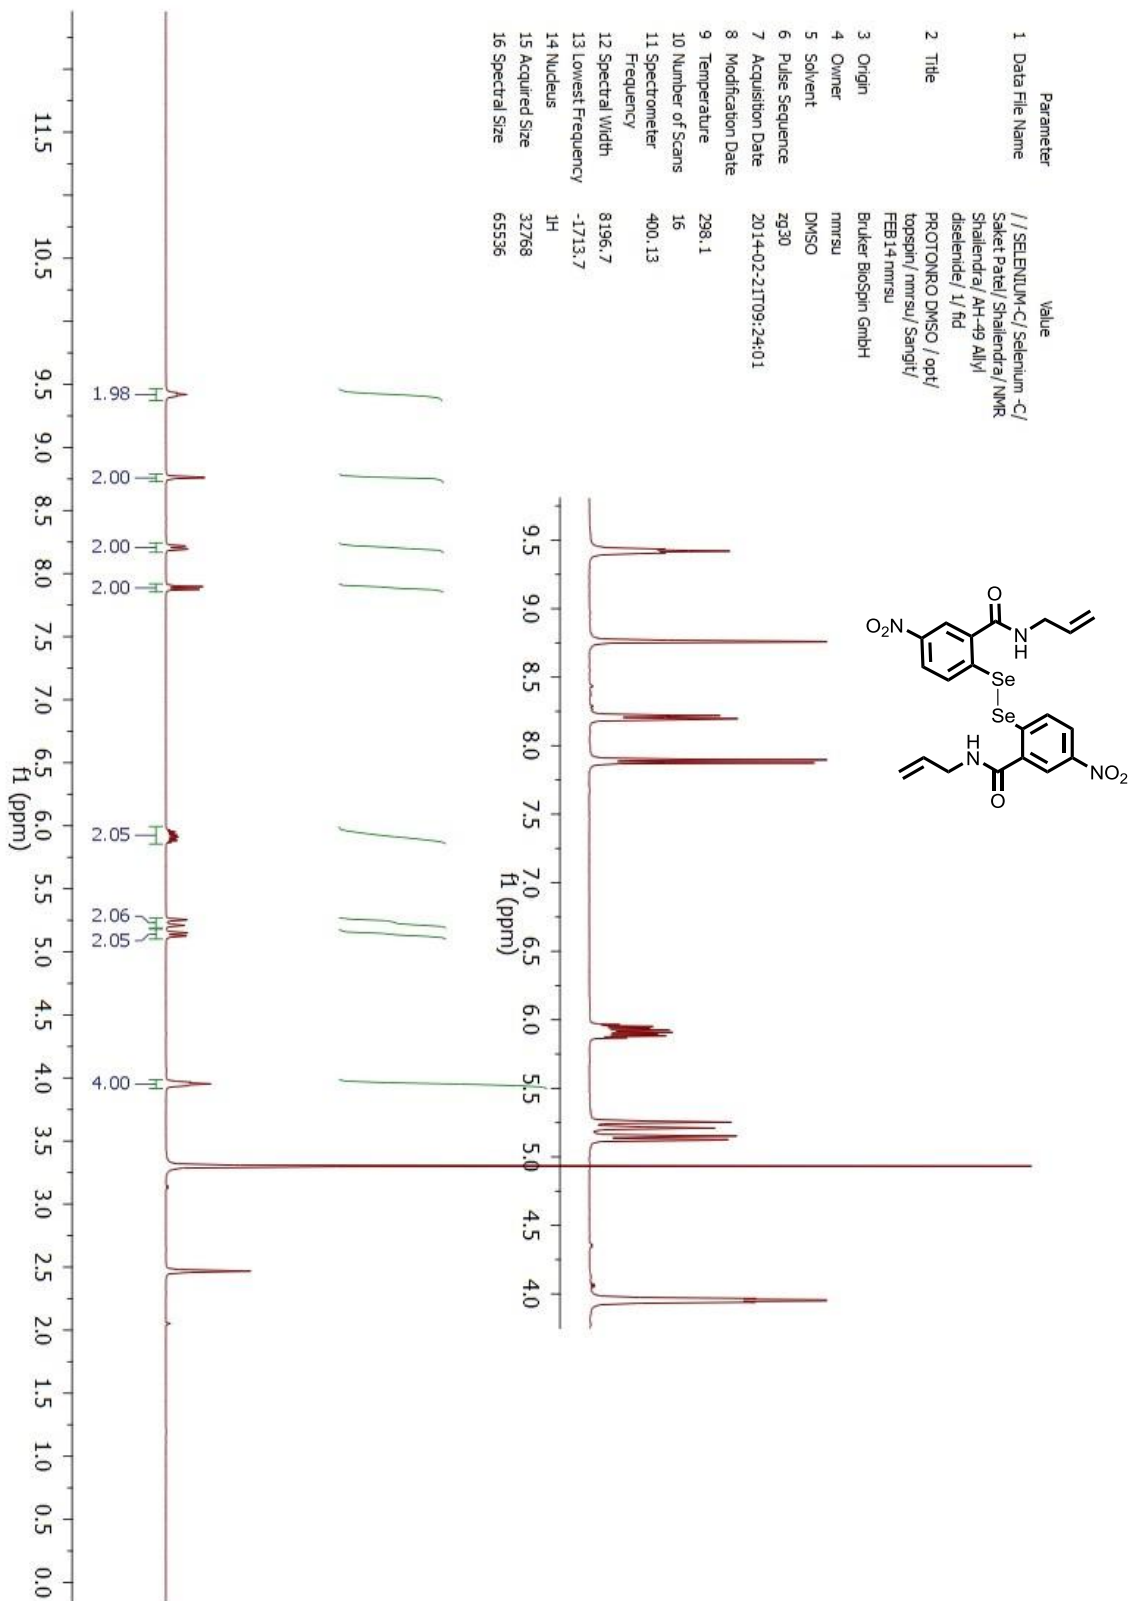 Parameter Value
1 Data File Name / / SELENIUM-C/ Selenium -C/
Saket Patel/ Shailendra/ NMR
Shailendra/ AH-49 Allyl
diselenide/ 1/ fid
2 Title PROTONRO DMSO / opt/
topspin/ nmrsu/ Sangit/
FEB14 nmrsu
3 Origin Bruker BioSpin GmbH
4 Owner nmrsu
5 Solvent DMSO
6 Pulse Sequence zg30
7 Acquisition Date 2014-02-21T09:24:01
8 Modification Date
9 Temperature 298.1
10 Number of Scans 16
11 Spectrometer 400.13
Frequency
12 Spectral Width 8196.7
13 Lowest Frequency -1713.7
14 Nucleus 1H
15 Acquired Size 32768
16 Spectral Size 65536
O
O2N
N
H
Se
Se
H
N
O
NO2
9.5 9.0 8.5 8.0 7.5 7.0 6.5 6.0 5.5 5.0 4.5 4.0
f1 (ppm)
1.98 2.00 2.00 2.00 2.05 2.06 2.05 4.00
11.5 10.5 9.5 9.0 8.5 8.0 7.5 7.0 6.5 6.0 5.5 5.0 4.5 4.0 3.5 3.0 2.5 2.0 1.5 1.0 0.5 0.0
f1 (ppm)